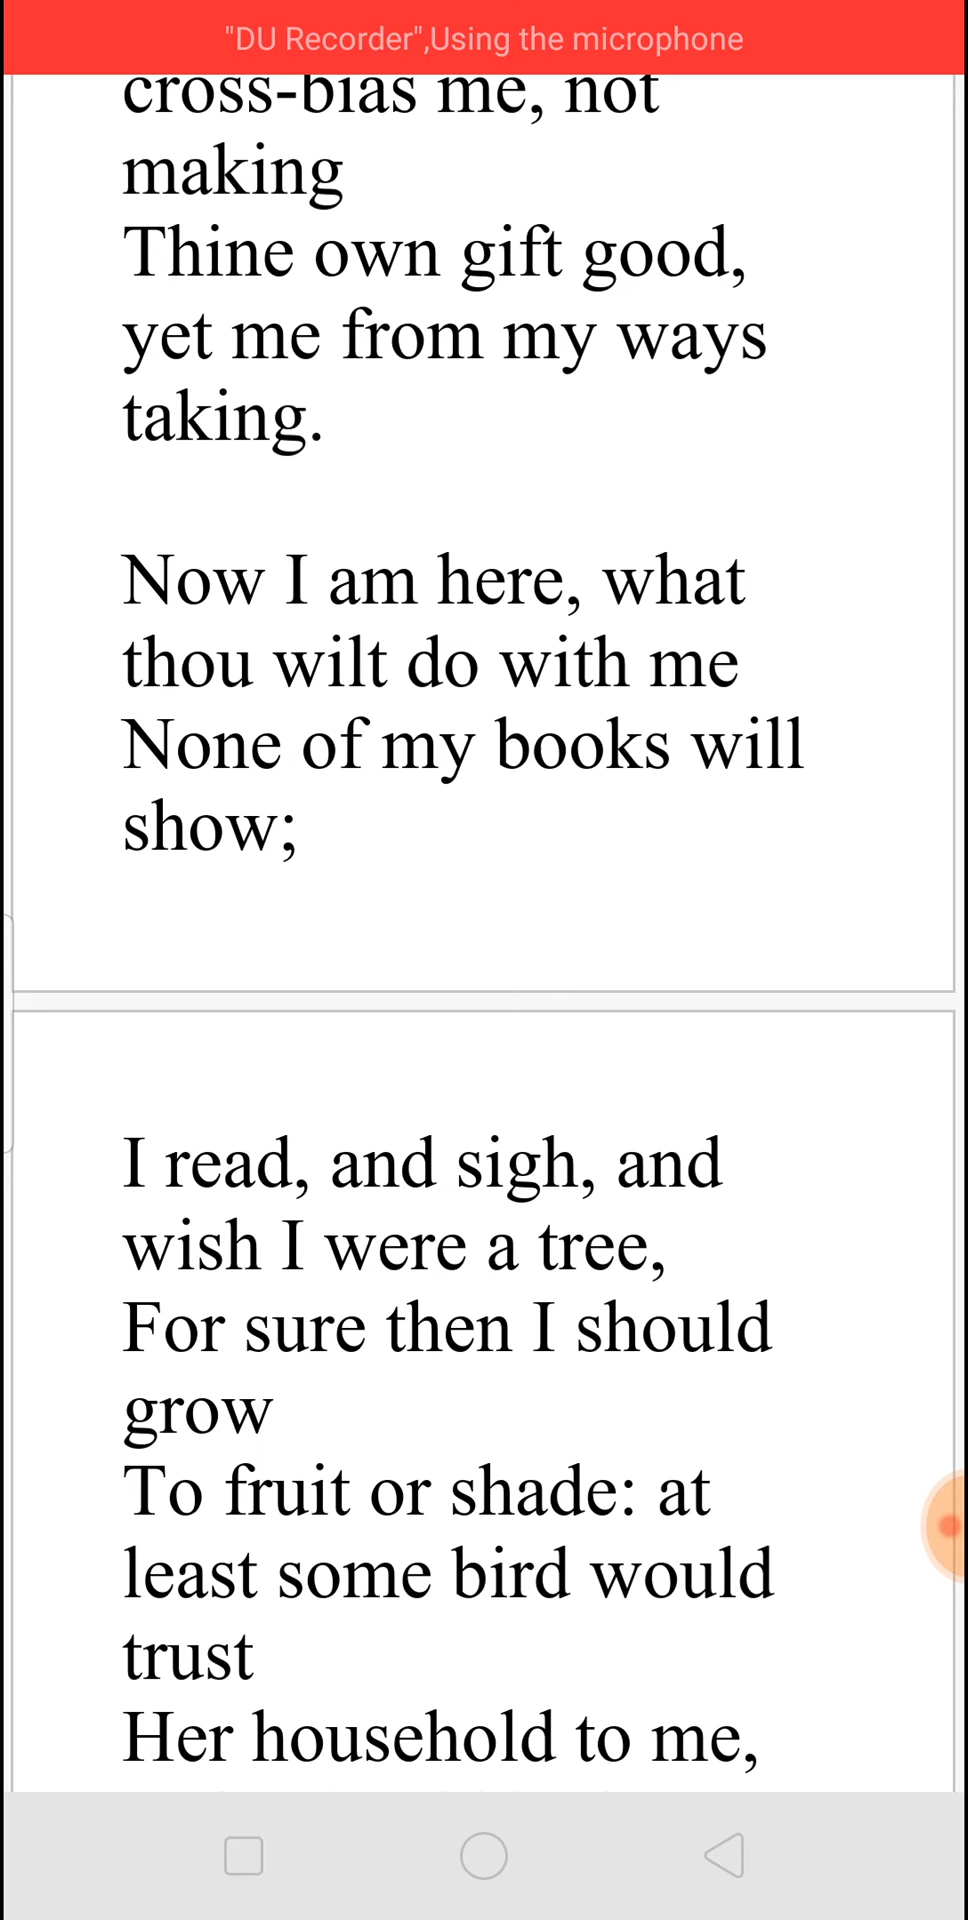 "DU Recorder",Using the microphone
cross-bias me, not
making
Thine own gift good,
yet me from my ways
taking.
Now I am here, what
thou wilt do with me
None of my books will
show;
I read, and sigh, and
wish I were a tree,
For sure then I should
grow
To fruit or shade: at
least some bird would
trust
Her household to me,